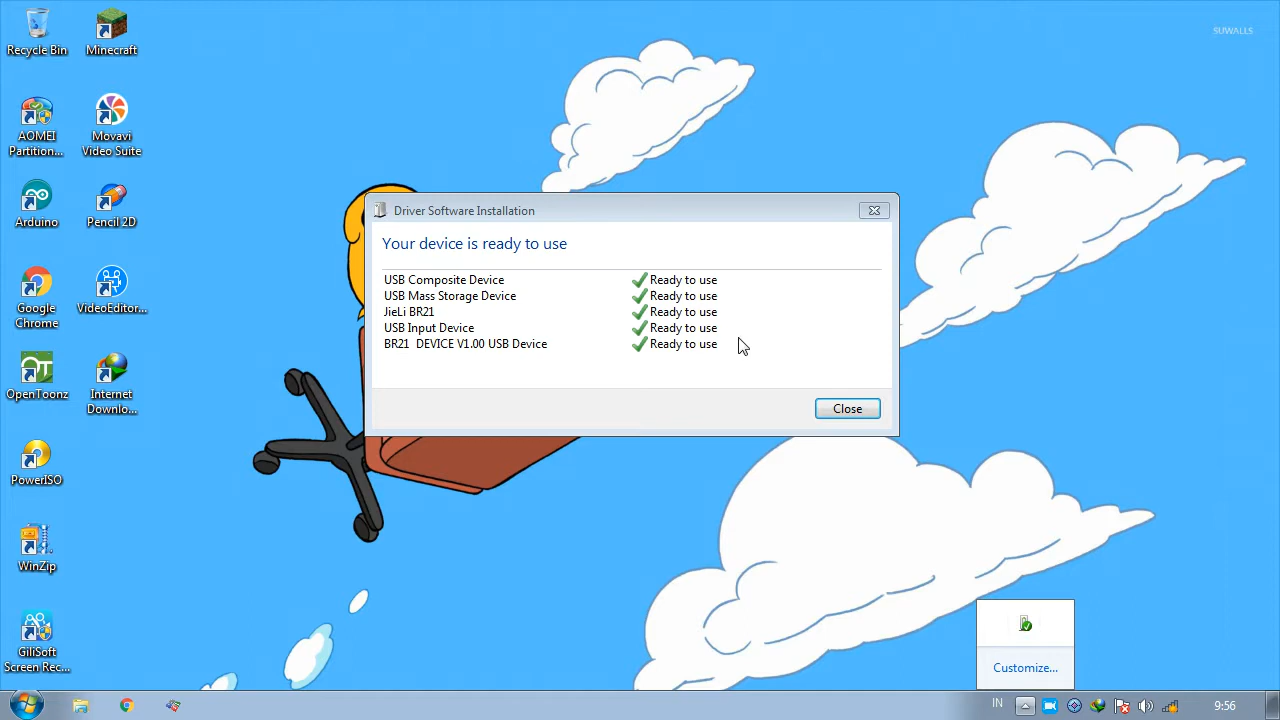 Recycle Bin
Minecraft
SUWALLS
AOMEI
Partition...
Movavi
Video Suite
Arduino
Pencil 2D
Google
Chrome
VideoEditor...
OpenToonz
Internet
Downlo...
PowerISO
WinZip
GiliSoft
Screen Rec...
Driver Software Installation
Your device is ready to use
USB Composite Device Ready to use
USB Mass Storage Device Ready to use
JieLi BR21 Ready to use
USB Input Device Ready to use
BR21 DEVICE V1.00 USB Device Ready to use
Close
Customize...
IN
9:56